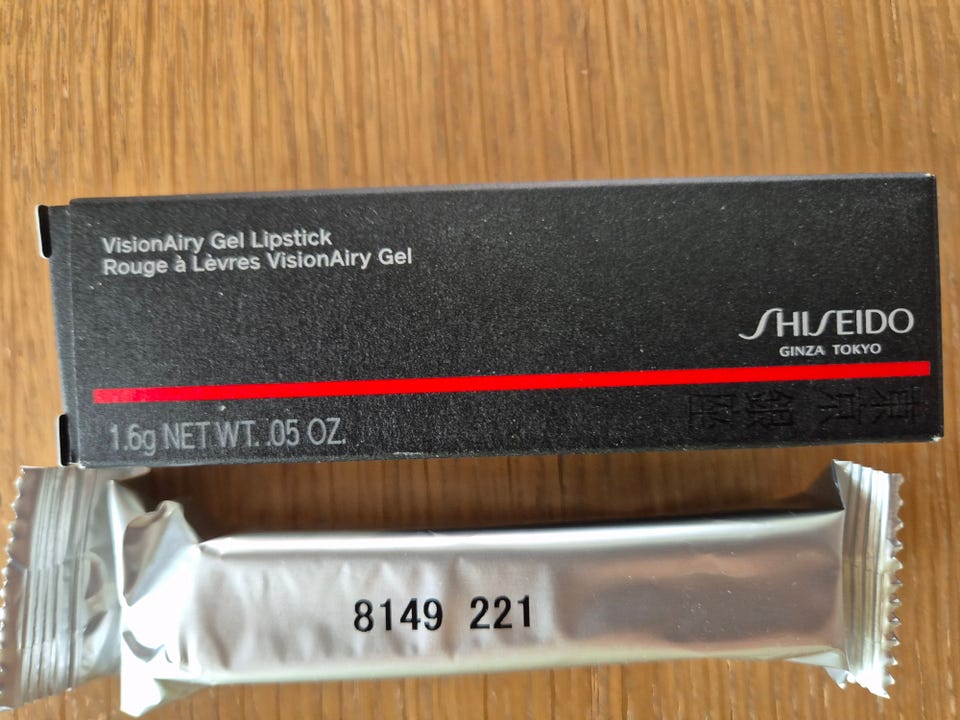 VisionAiry Gel Lipstick
Rouge à Lèvres VisionAiry Gel
SHISEIDO
GINZA TOKYO
東京銀座
1.6g NET WT. .05 OZ.
8149 221